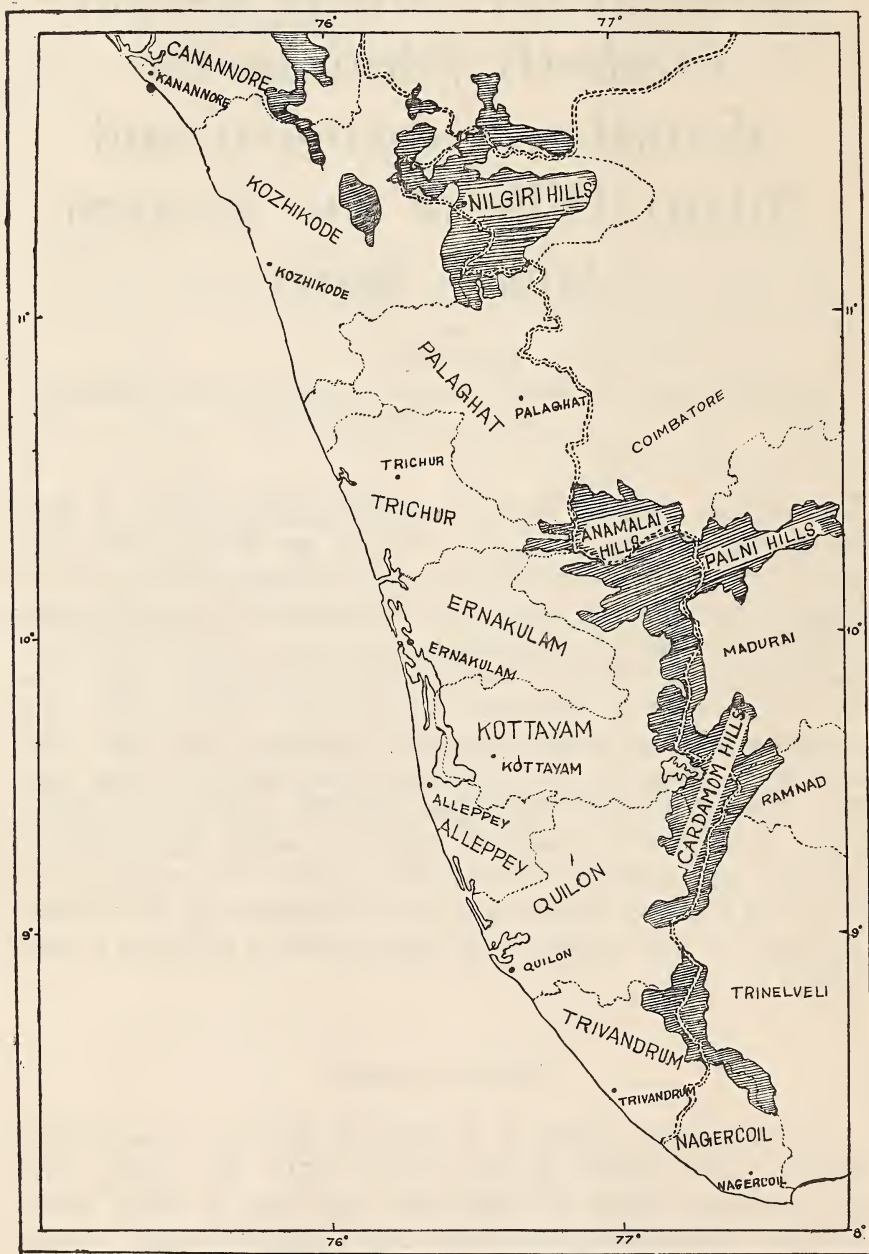 76°
77°
CANANNORE
KANANNORE
KOZHIKODE
NILGIRI HILLS
KOZHIKODE
11°
11°
PALAGHAT
PALAGHAT
COIMBATORE
TRICHUR
TRICHUR
ANAMALAI
HILLS
PALNI HILLS
ERNAKULAM
10°
10°
ERNAKULAM
MADURAI
KOTTAYAM
KOTTAYAM
CARDAMOM HILLS
RAMNAD
ALLEPPEY
ALLEPPEY
QUILON
9°
9°
QUILON
TRINELVELI
TRIVANDRUM
TRIVANDRUM
NAGERCOIL
NAGERCOIL
76°
77°
8°